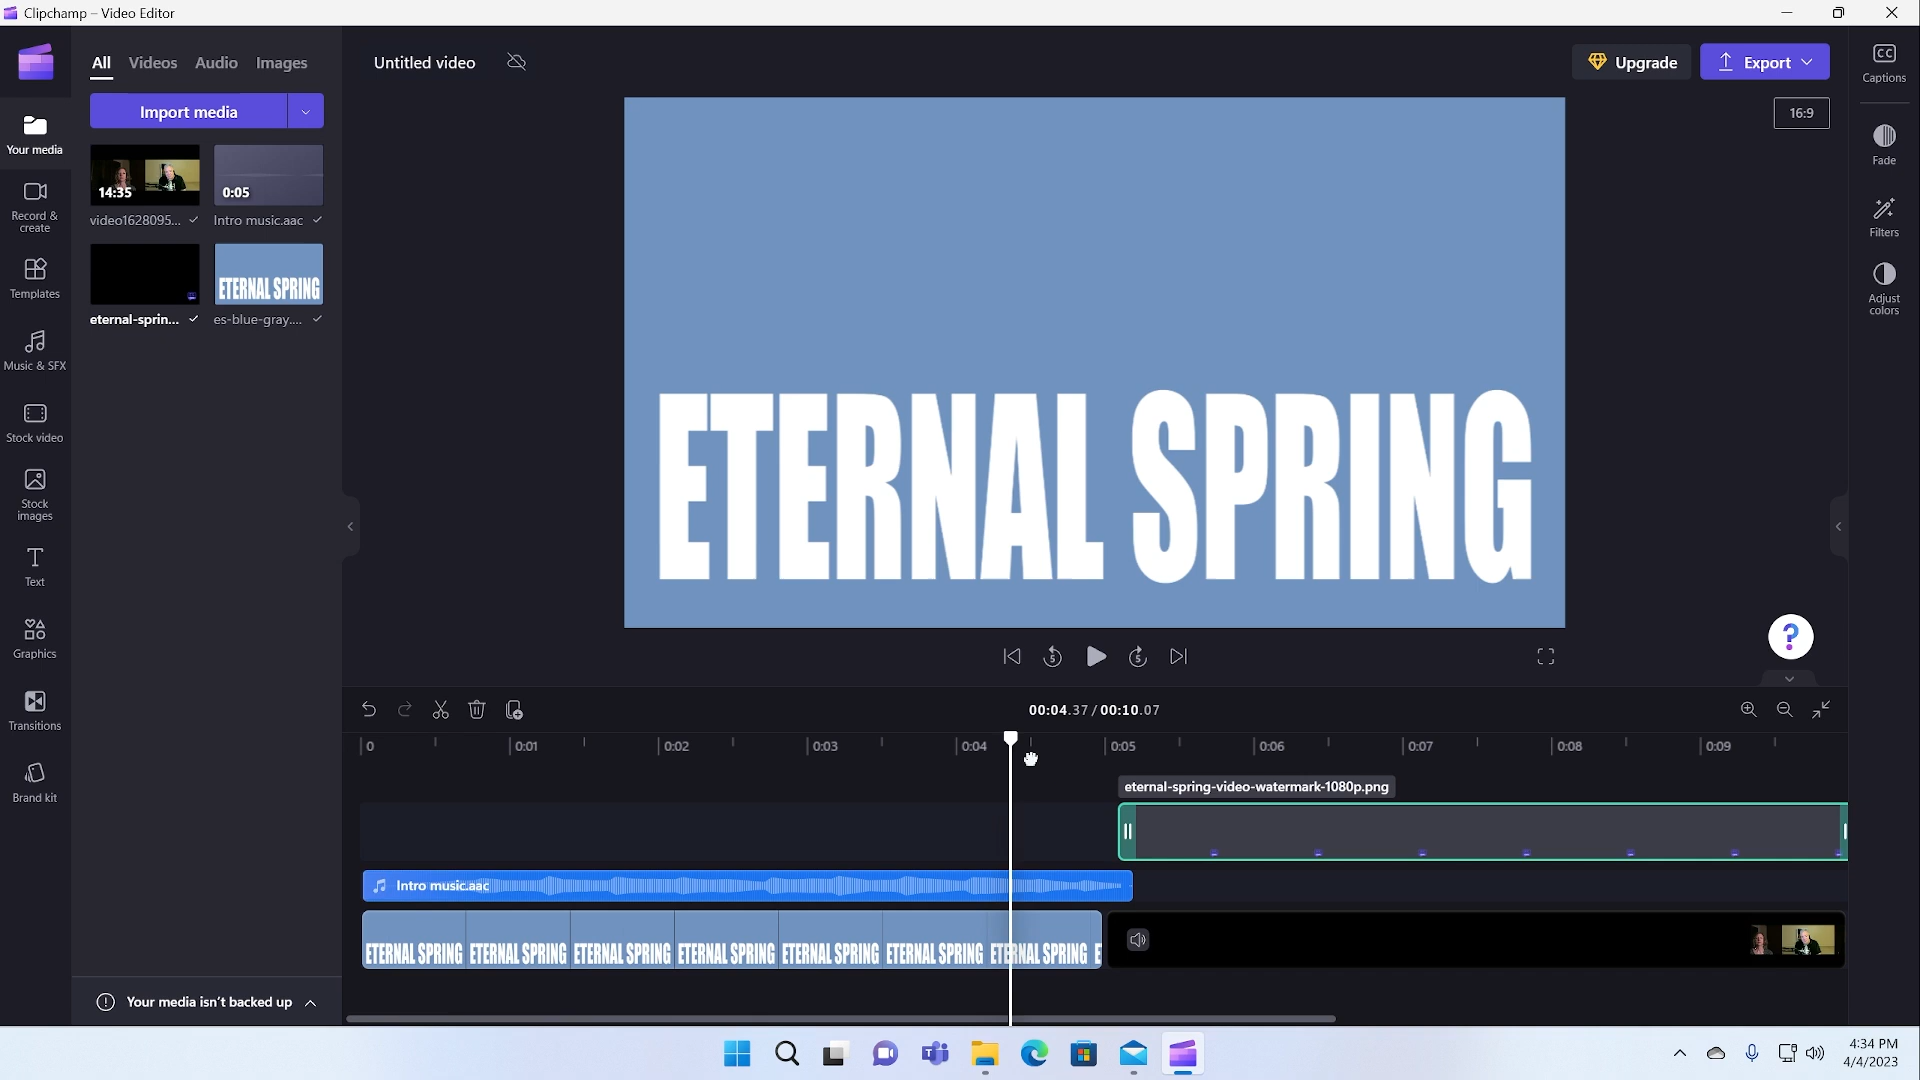 Clipchamp – Video Editor
All Videos Audio Images
Untitled video
Upgrade
Export
Captions
Import media
16:9
Your media
14:35
0:05
video1628095...
Intro music.aac
Fade
Record &
create
Filters
Templates
ETERNAL SPRING
eternal-sprin...
es-blue-gray....
Adjust
colors
Music & SFX
Stock video
Stock
images
ETERNAL SPRING
Text
Graphics
?
5
5
Transitions
00:04.37 / 00:10.07
0 0:01 0:02 0:03 0:04 0:05 0:06 0:07 0:08 0:09
Brand kit
eternal-spring-video-watermark-1080p.png
Intro music.aac
ETERNAL SPRING ETERNAL SPRING ETERNAL SPRING ETERNAL SPRING ETERNAL SPRING ETERNAL SPRING ETERNAL SPRING E
Your media isn't backed up
4:34 PM
4/4/2023